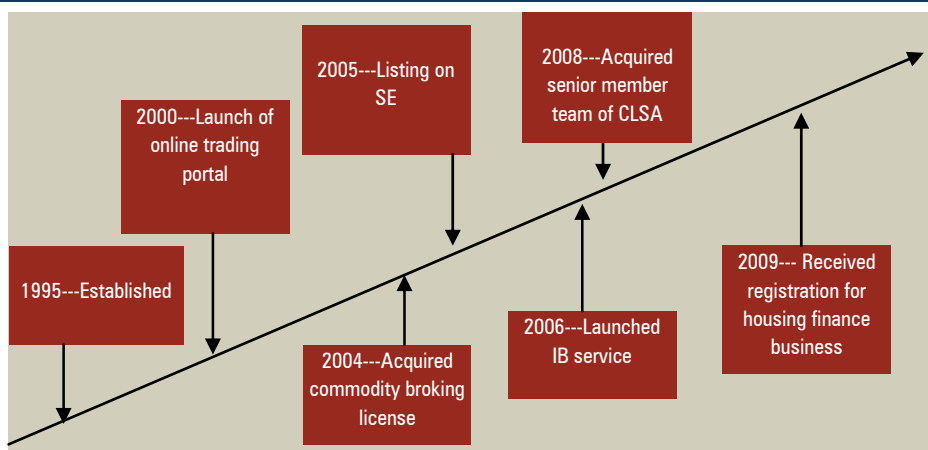 1995---Established
2000---Launch of
online trading
portal
2004---Acquired
commodity broking
license
2005---Listing on
SE
2006---Launched
IB service
2008---Acquired
senior member
team of CLSA
2009--- Received
registration for
housing finance
business